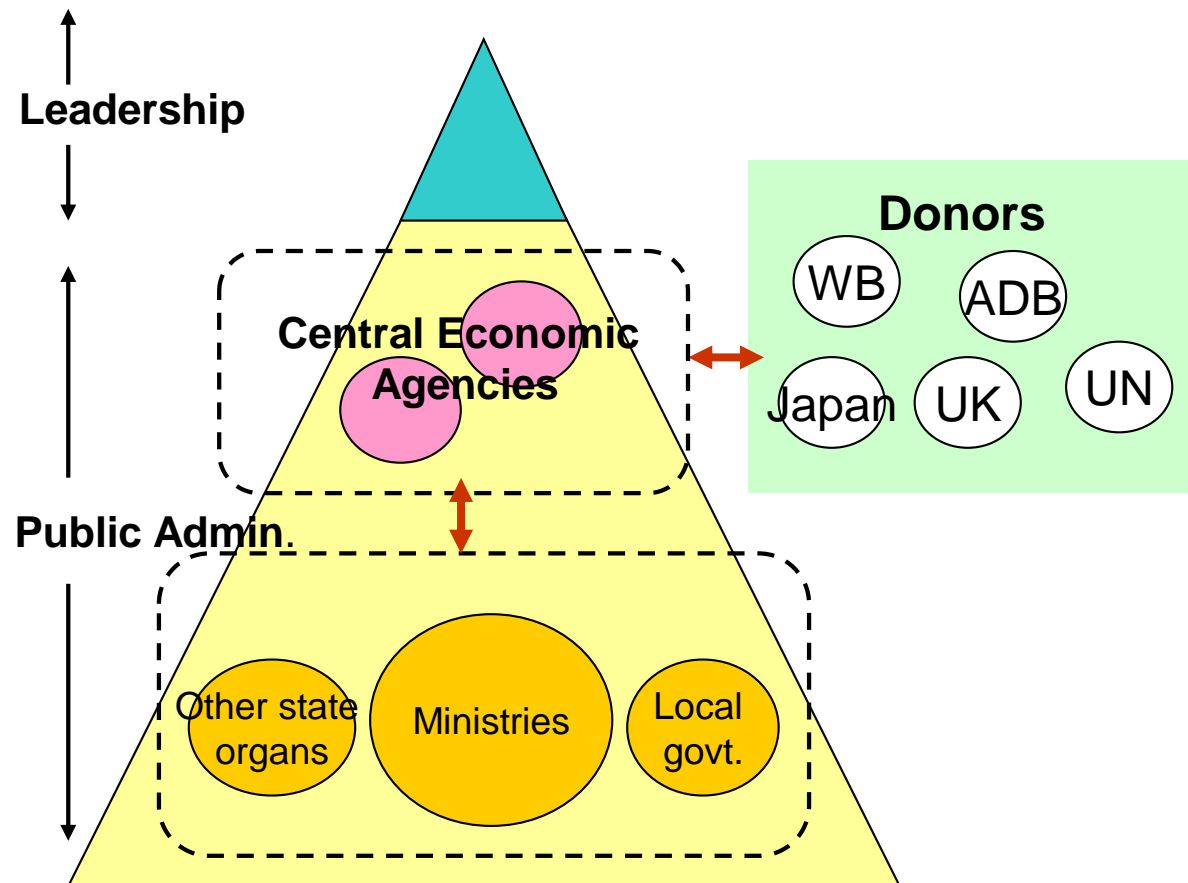 Leadership
Donors
WB
ADB
Central Economic
Agencies
Japan
UK
UN
Public Admin.
Other state
organs
Ministries
Local
govt.